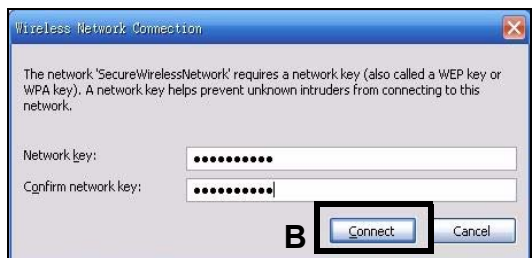 Wireless Network Connection
The network 'SecureWirelessNetwork' requires a network key (also called a WEP key or
WPA key). A network key helps prevent unknown intruders from connecting to this
network.
Network key: ••••••••••
Confirm network key: ••••••••••
B Connect Cancel